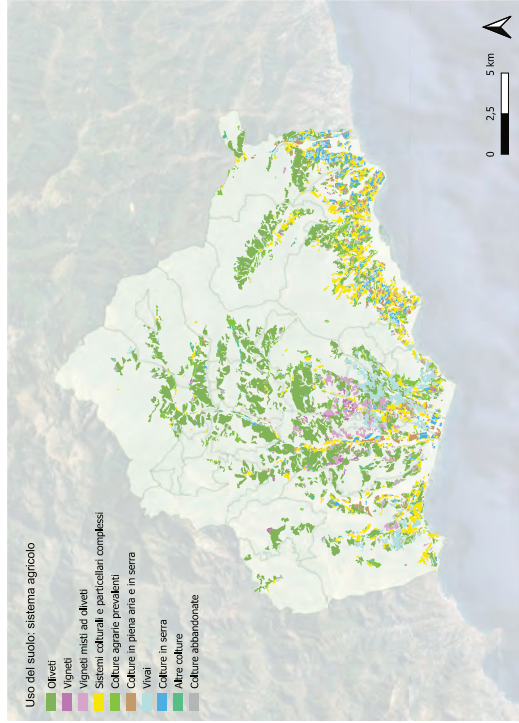 Uso del suolo: sistema agricolo
Oliveti
Vigneti
Vigneti misti ad oliveti
Sistemi colturali e particellari complessi
Colture agrarie prevalenti
Colture in piena aria e in serra
Vivai
Colture in serra
Altre colture
Colture abbandonate
0 2,5 5 km